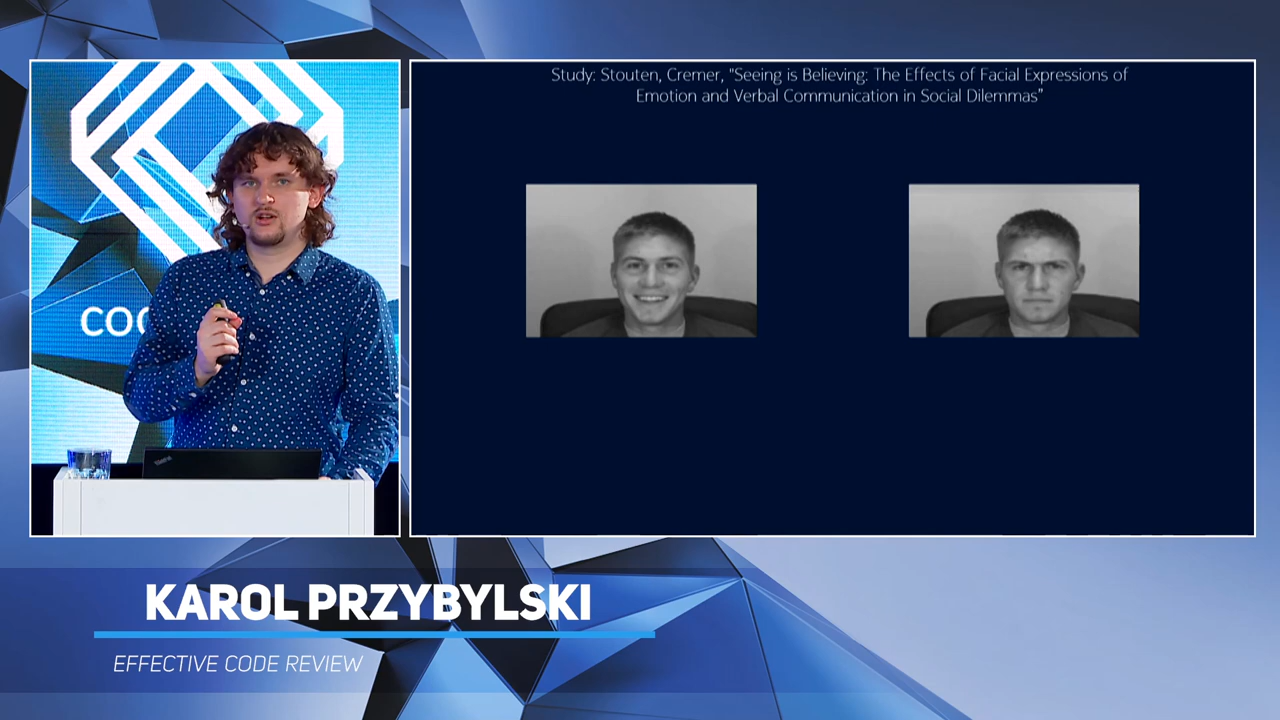 Study: Stouten, Cremer, "Seeing is Believing: The Effects of Facial Expressions of
Emotion and Verbal Communication in Social Dilemmas"
COD
KAROL PRZYBYLSKI
EFFECTIVE CODE REVIEW